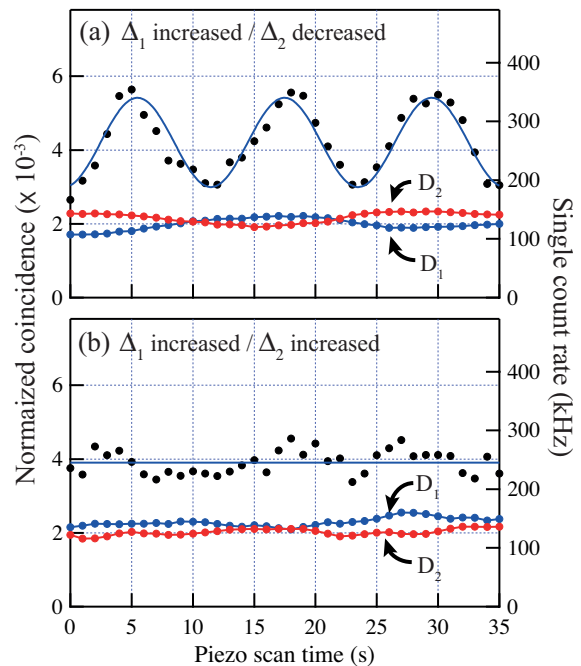 (a) Δ₁ increased / Δ₂ decreased
6
4
2
0
400
300
200
100
0
D₂
D₁
Normaized coincidence (x 10⁻³)
Single count rate (kHz)
(b) Δ₁ increased / Δ₂ increased
6
4
2
0
400
300
200
100
0
D₁
D₂
0 5 10 15 20 25 30 35
Piezo scan time (s)